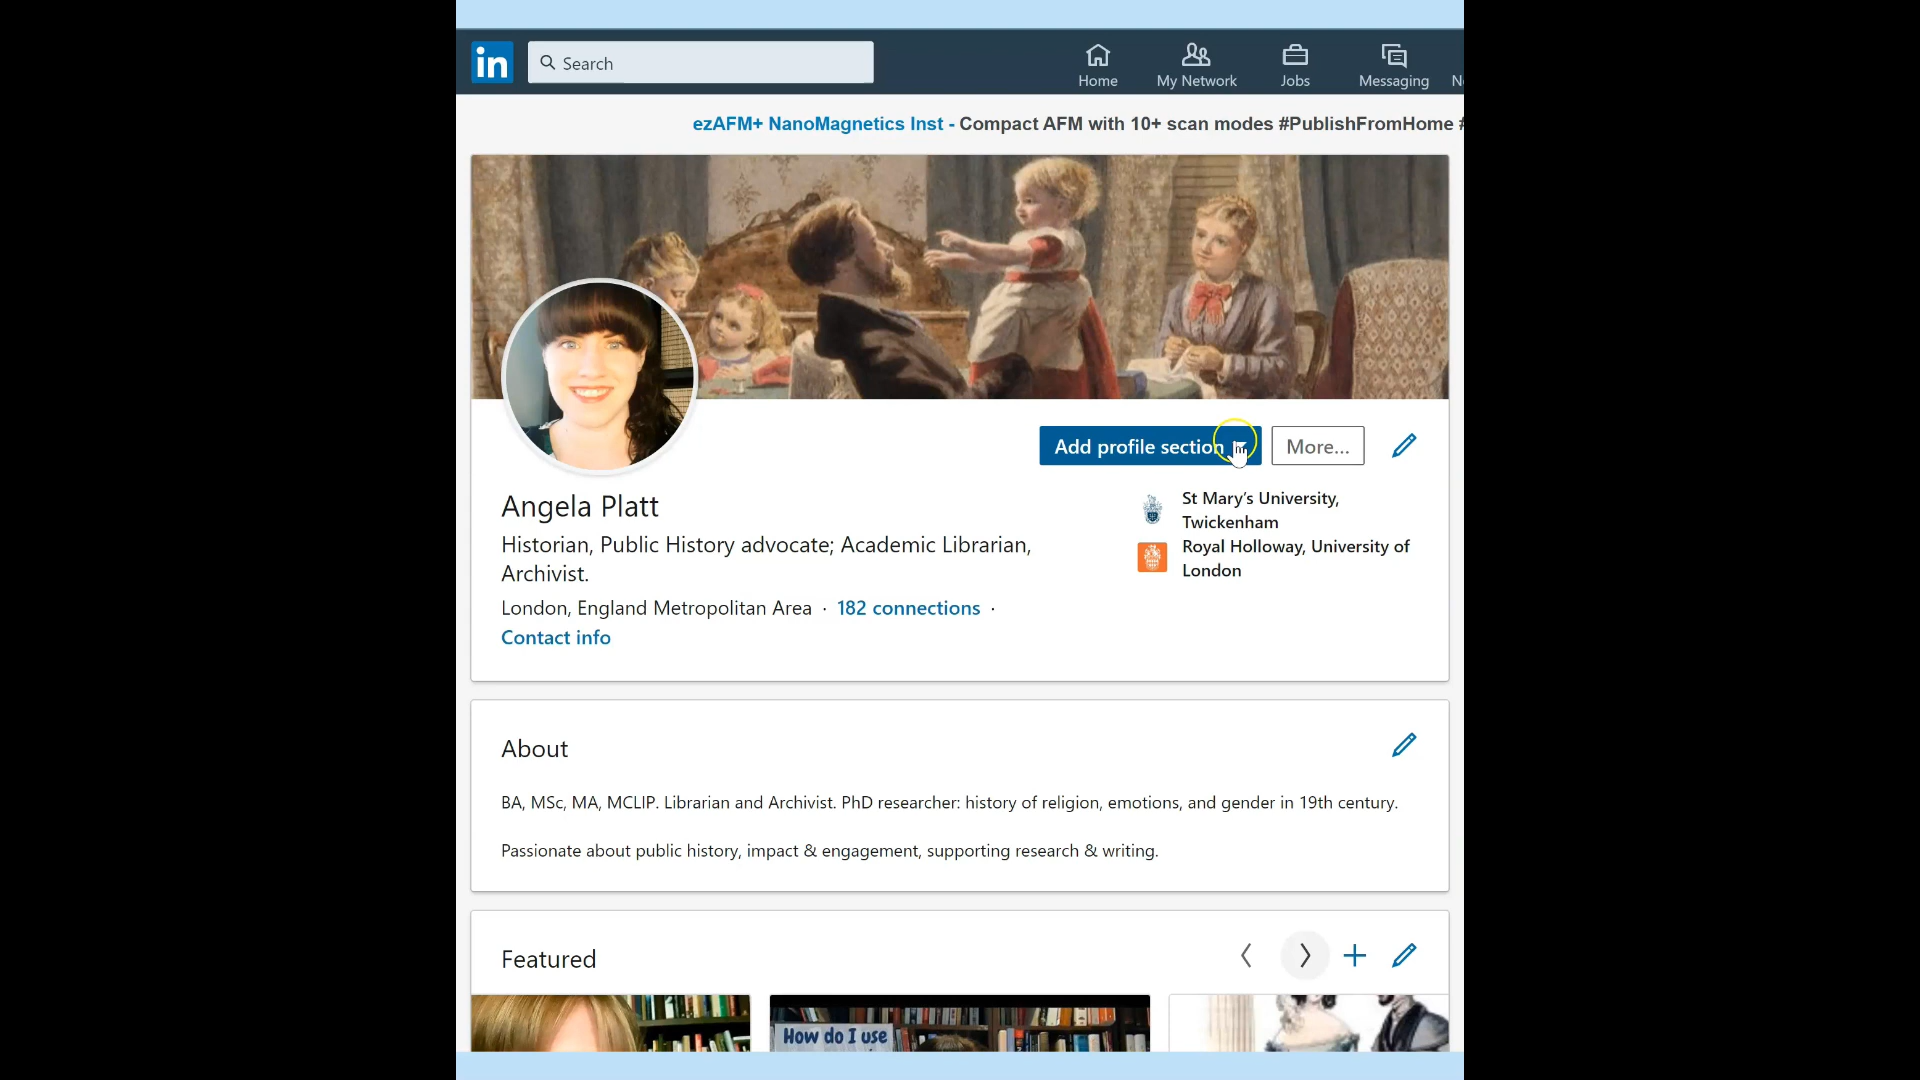 in
Search
Home
My Network
Jobs
Messaging
ezAFM+ NanoMagnetics Inst - Compact AFM with 10+ scan modes #PublishFromHome #
Add profile section
More...
Angela Platt
Historian, Public History advocate; Academic Librarian,
Archivist.
London, England Metropolitan Area · 182 connections ·
Contact info
St Mary's University,
Twickenham
Royal Holloway, University of
London
About
BA, MSc, MA, MCLIP. Librarian and Archivist. PhD researcher: history of religion, emotions, and gender in 19th century.
Passionate about public history, impact & engagement, supporting research & writing.
Featured
How do I use